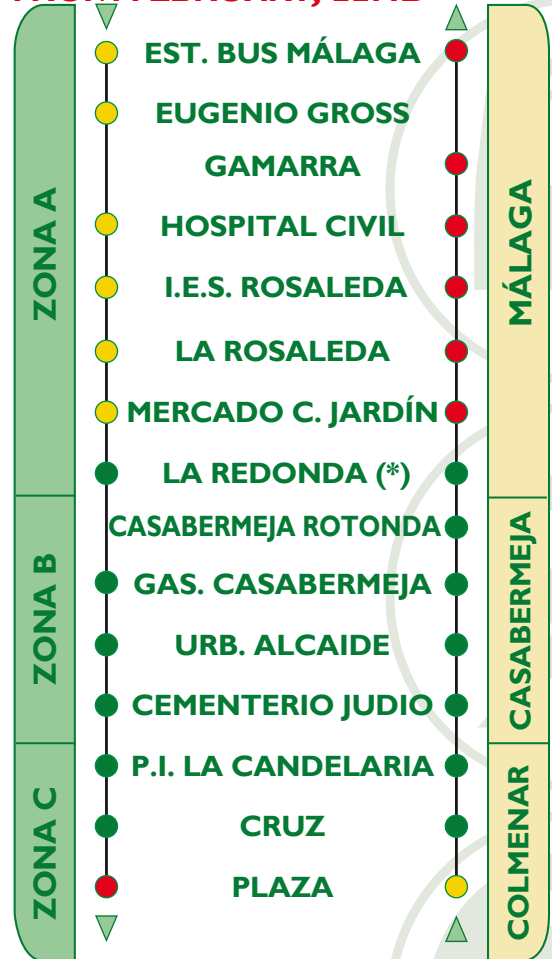 EST. BUS MÁLAGA
EUGENIO GROSS
GAMARRA
HOSPITAL CIVIL
I.E.S. ROSALEDA
LA ROSALEDA
MERCADO C. JARDÍN
LA REDONDA (*)
CASABERMEJA ROTONDA
GAS. CASABERMEJA
URB. ALCAIDE
CEMENTERIO JUDIO
P.I. LA CANDELARIA
CRUZ
PLAZA
ZONA A
ZONA B
ZONA C
MÁLAGA
CASABERMEJA
COLMENAR